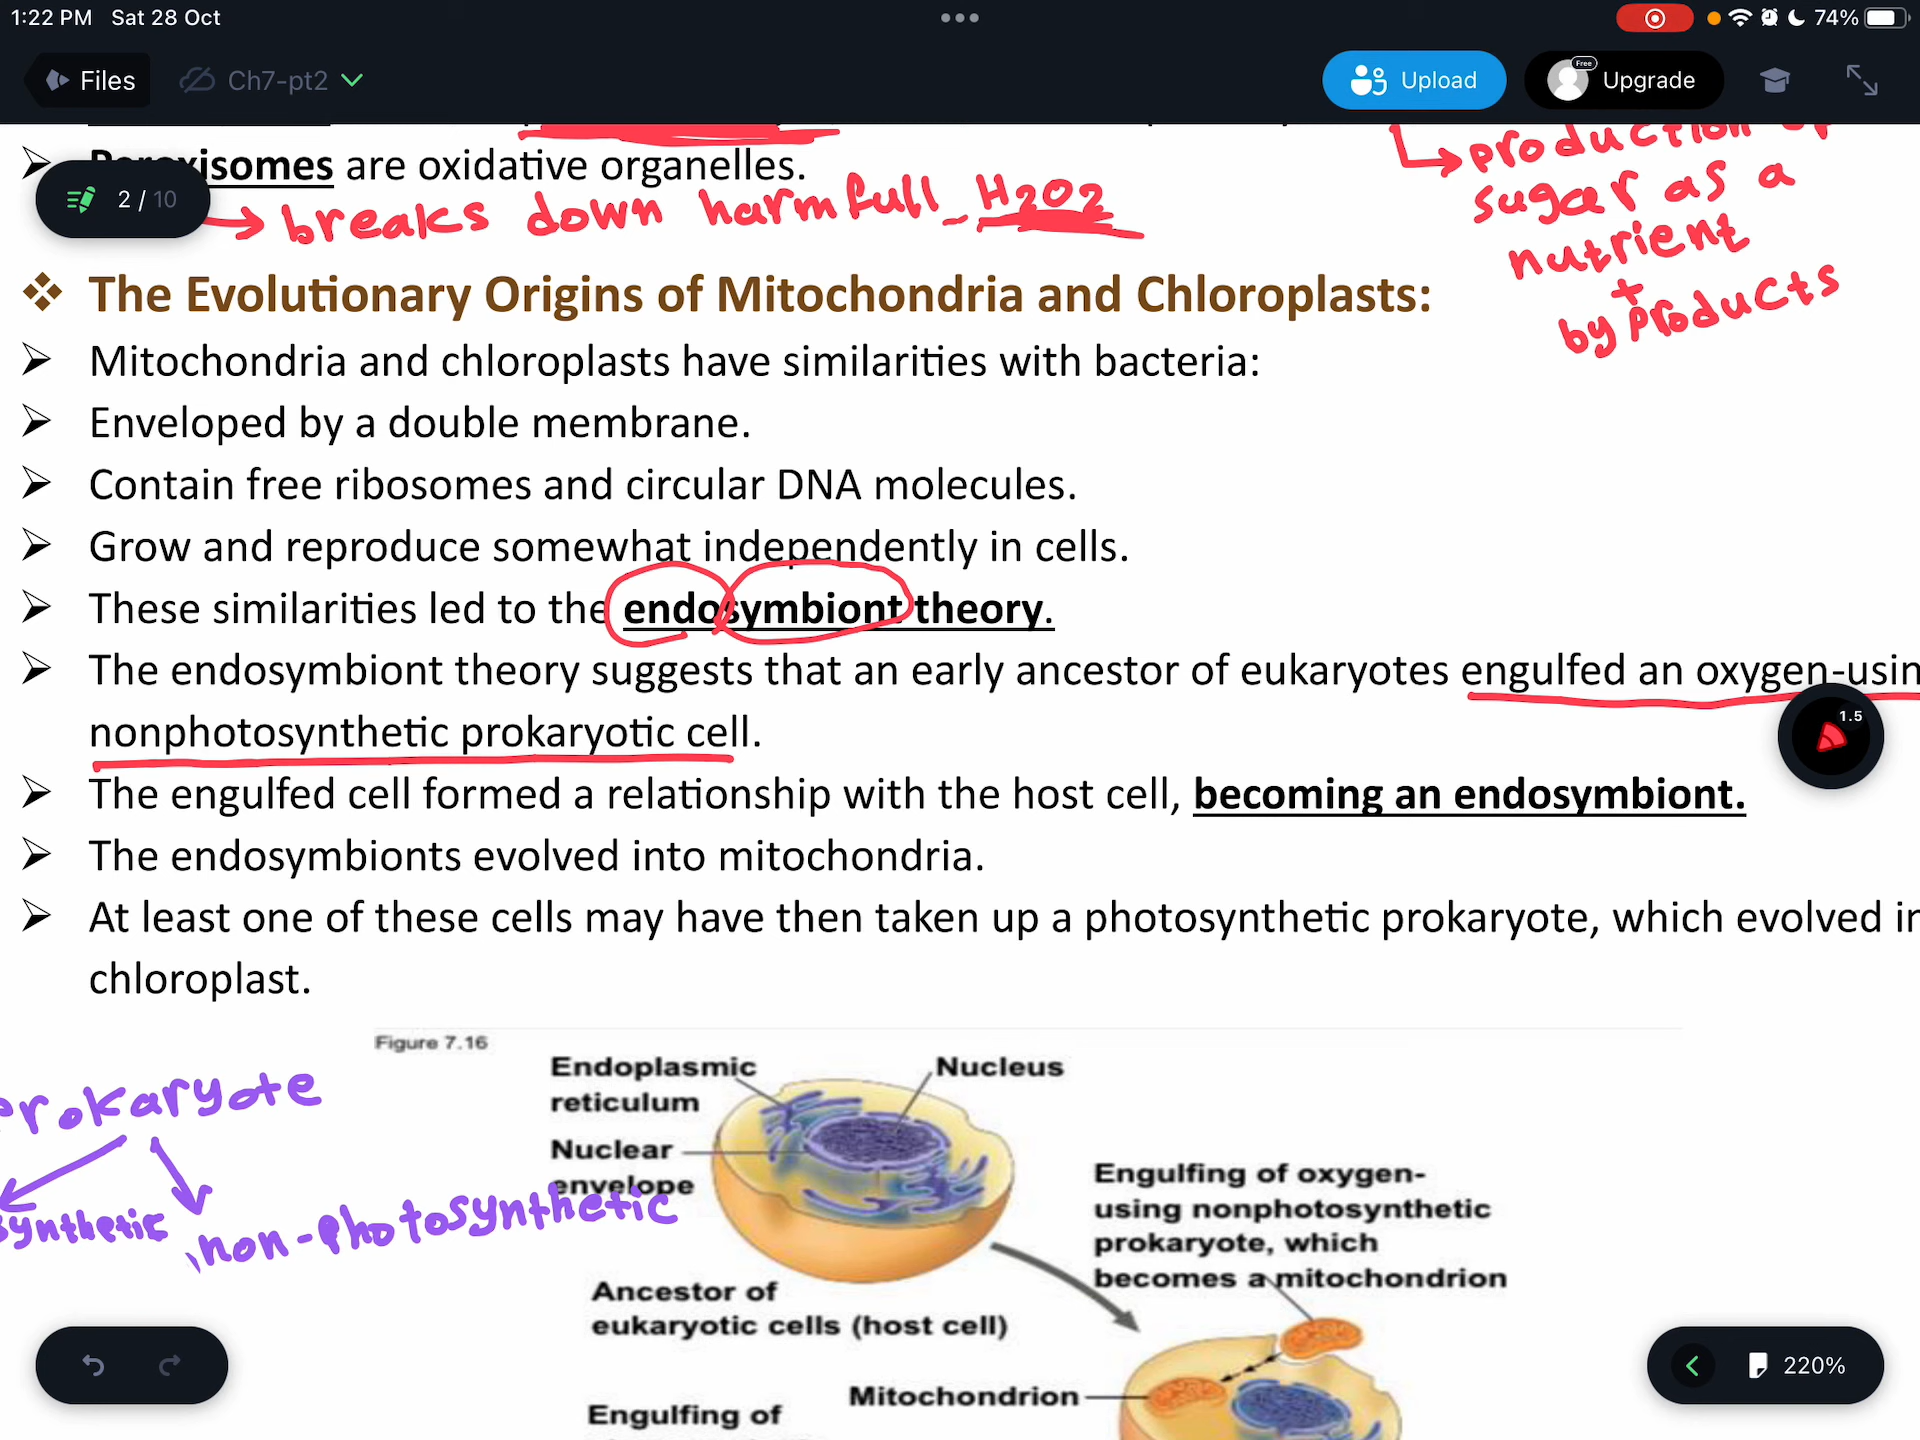 1:22 PM Sat 28 Oct
74%
Files
Ch7-pt2
Upload
Free
Upgrade
production
isomes are oxidative organelles.
2 / 10
breaks down harmfull H2O2
sugar as a
nutrient
+
by products
The Evolutionary Origins of Mitochondria and Chloroplasts:
Mitochondria and chloroplasts have similarities with bacteria:
Enveloped by a double membrane.
Contain free ribosomes and circular DNA molecules.
Grow and reproduce somewhat independently in cells.
These similarities led to the endosymbiont theory.
The endosymbiont theory suggests that an early ancestor of eukaryotes engulfed an oxygen-usin
nonphotosynthetic prokaryotic cell.
1.5
The engulfed cell formed a relationship with the host cell, becoming an endosymbiont.
The endosymbionts evolved into mitochondria.
At least one of these cells may have then taken up a photosynthetic prokaryote, which evolved in
chloroplast.
Figure 7.16
Endoplasmic
reticulum
Nucleus
Nuclear
envelope
Prokaryote
synthetic
non-photosynthetic
Engulfing of oxygen-
using nonphotosynthetic
prokaryote, which
becomes a mitochondrion
Ancestor of
eukaryotic cells (host cell)
Mitochondrion
Engulfing of
220%